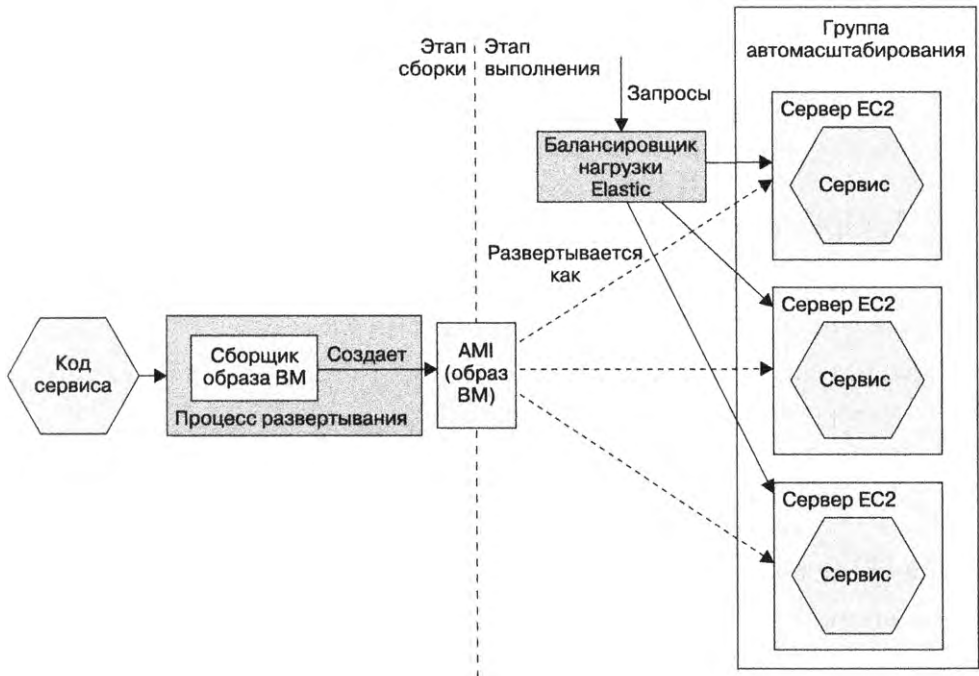 Группа
автомасштабирования
Этап
сборки
Этап
выполнения
Запросы
Сервер EC2
Сервис
Балансировщик
нагрузки
Elastic
Развертывается
как
Сервер EC2
Сервис
Код
сервиса
Сборщик
образа ВМ
Создает
Процесс развертывания
AMI
(образ
ВМ)
Сервер EC2
Сервис